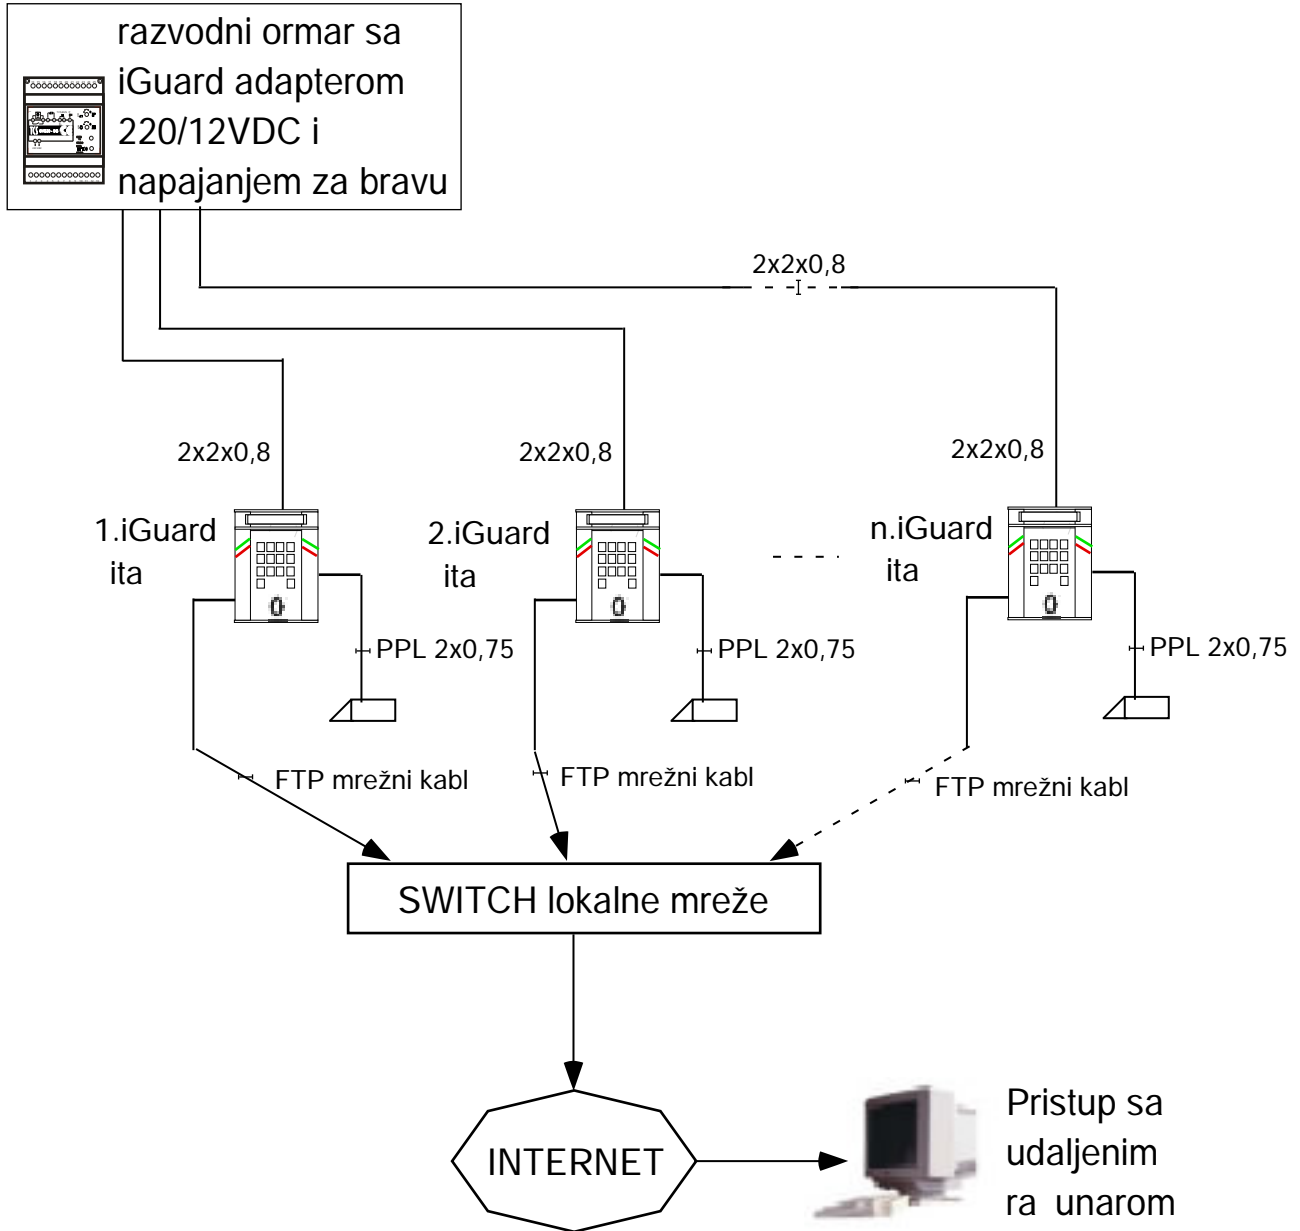 razvodni ormar sa
iGuard adapterom
220/12VDC i
napajanjem za bravu
2x2x0,8
2x2x0,8
2x2x0,8
2x2x0,8
1.iGuard
ita
2.iGuard
ita
n.iGuard
ita
PPL 2x0,75
PPL 2x0,75
PPL 2x0,75
FTP mrežni kabl
FTP mrežni kabl
FTP mrežni kabl
SWITCH lokalne mreže
INTERNET
Pristup sa
udaljenim
ra unarom